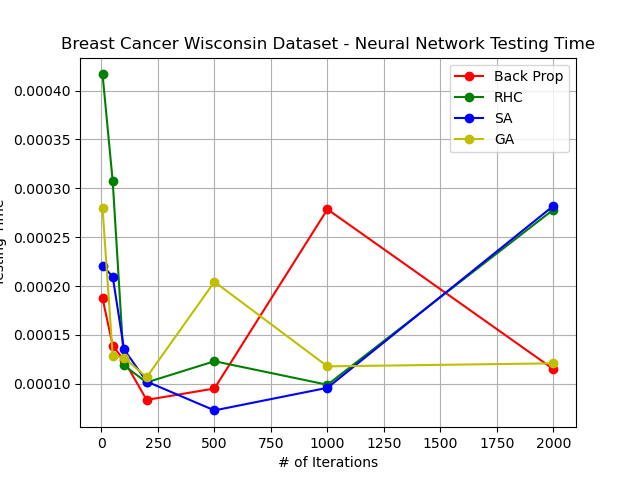 Breast Cancer Wisconsin Dataset - Neural Network Testing Time
Back Prop
RHC
SA
GA
0.00040
0.00035
0.00030
0.00025
0.00020
0.00015
0.00010
Time
0 250 500 750 1000 1250 1500 1750 2000
# of Iterations